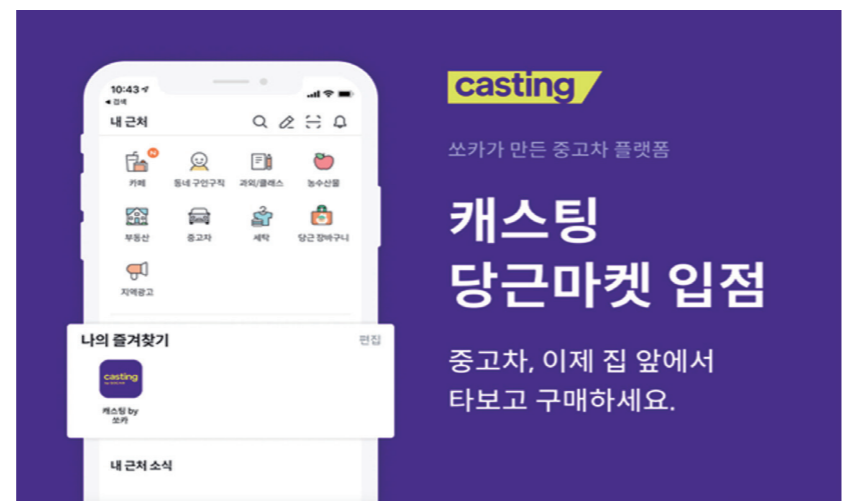 10:43
검색
내 근처
N
카페
동네 구인구직
과외/클래스
농수산물
부동산
중고차
세탁
당근 장바구니
지역광고
나의 즐겨찾기
편집
casting
캐스팅 by
쏘카
내 근처 소식
casting
쏘카가 만든 중고차 플랫폼
캐스팅
당근마켓 입점
중고차, 이제 집 앞에서
타보고 구매하세요.